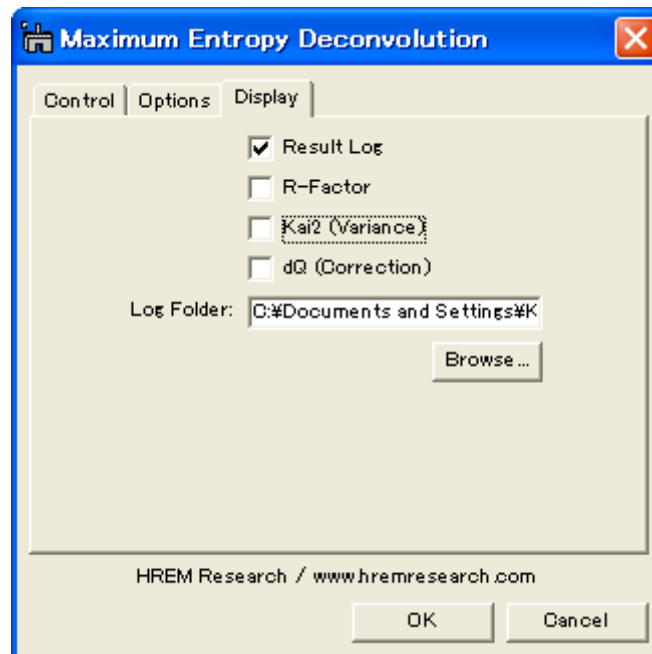 Maximum Entropy Deconvolution
Control Options Display
Result Log
R-Factor
Kai2 (Variance)
dQ (Correction)
Log Folder: C:¥Documents and Settings¥K
Browse...
HREM Research / www.hremresearch.com
OK Cancel